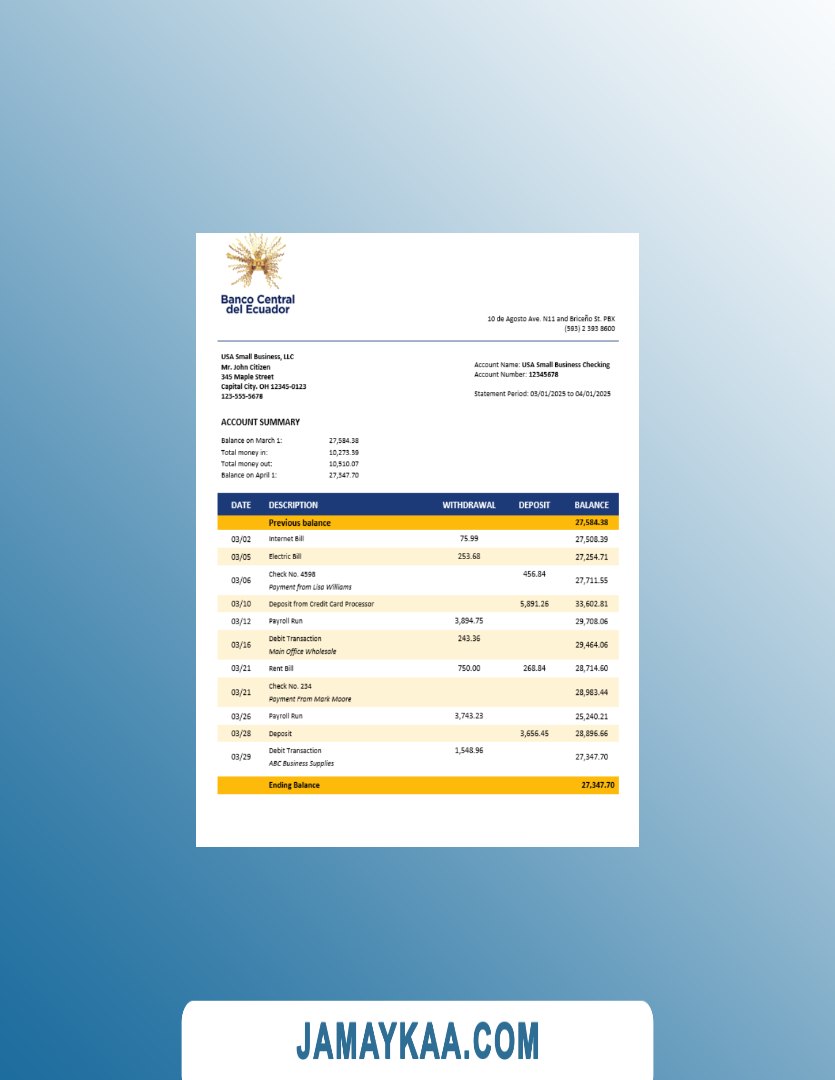 Banco Central
del Ecuador
10 de Agosto Ave. N11 and Briceño St. PBX
(593) 2 393 8600
USA Small Business, LLC
Mr. John Citizen
345 Maple Street
Capital City, OH 12345-0123
123-555-5678
Account Name: USA Small Business Checking
Account Number: 12345678
Statement Period: 03/01/2025 to 04/01/2025
ACCOUNT SUMMARY
Balance on March 1: 27,584.38
Total money in: 10,273.39
Total money out: 10,510.07
Balance on April 1: 27,347.70
DATE DESCRIPTION WITHDRAWAL DEPOSIT BALANCE
Previous balance 27,584.38
03/02 Internet Bill 75.99 27,508.39
03/05 Electric Bill 253.68 27,254.71
03/06 Check No. 4598 456.84 27,711.55
Payment from Lisa Williams
03/10 Deposit from Credit Card Processor 5,891.26 33,602.81
03/12 Payroll Run 3,894.75 29,708.06
03/16 Debit Transaction 243.36 29,464.06
Main Office Wholesale
03/21 Rent Bill 750.00 268.84 28,714.60
03/21 Check No. 234 28,983.44
Payment From Mark Moore
03/26 Payroll Run 3,743.23 25,240.21
03/28 Deposit 3,656.45 28,896.66
03/29 Debit Transaction 1,548.96 27,347.70
ABC Business Supplies
Ending Balance 27,347.70
JAMAYKAA.COM